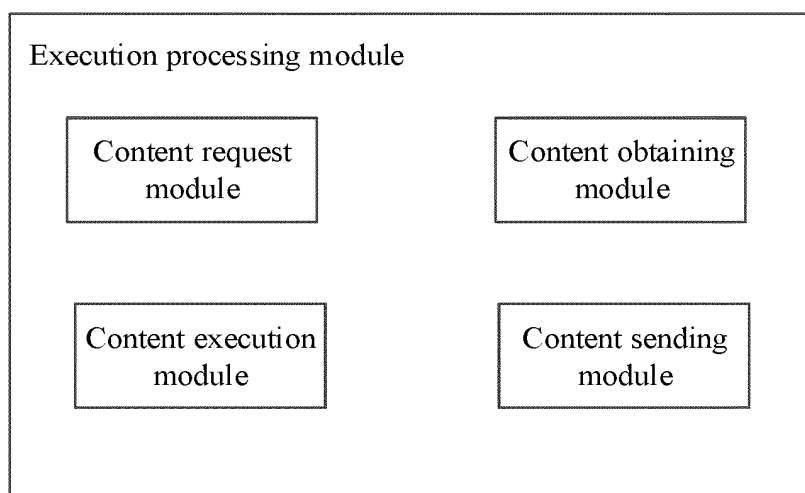 Execution processing module
Content request
module
Content obtaining
module
Content execution
module
Content sending
module